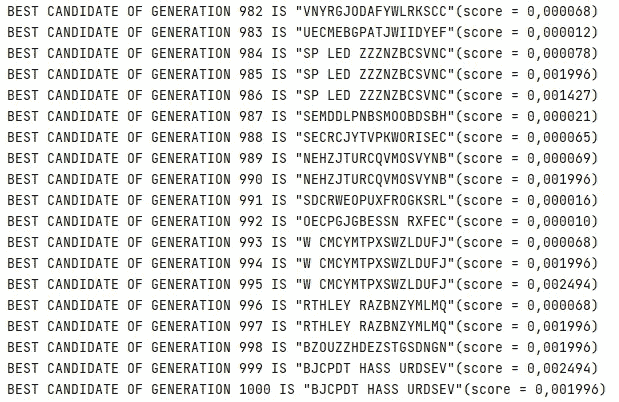 BEST CANDIDATE OF GENERATION 982 IS "VNYRGJODAFYWLRKSCC"(score = 0,000068)
BEST CANDIDATE OF GENERATION 983 IS "UECMEBGPATJWIIDYEF"(score = 0,000012)
BEST CANDIDATE OF GENERATION 984 IS "SP LED ZZZNZBCSVNC"(score = 0,000078)
BEST CANDIDATE OF GENERATION 985 IS "SP LED ZZZNZBCSVNC"(score = 0,001996)
BEST CANDIDATE OF GENERATION 986 IS "SP LED ZZZNZBCSVNC"(score = 0,001427)
BEST CANDIDATE OF GENERATION 987 IS "SEMDDLPNBSMOOBDSBH"(score = 0,000021)
BEST CANDIDATE OF GENERATION 988 IS "SECRCJYTVPKWORISEC"(score = 0,000065)
BEST CANDIDATE OF GENERATION 989 IS "NEHZJTURCQVMOSVYNB"(score = 0,000069)
BEST CANDIDATE OF GENERATION 990 IS "NEHZJTURCQVMOSVYNB"(score = 0,001996)
BEST CANDIDATE OF GENERATION 991 IS "SDCRWEOPUXFROGKSRL"(score = 0,000016)
BEST CANDIDATE OF GENERATION 992 IS "OECPGJGBESSN RXFEC"(score = 0,000010)
BEST CANDIDATE OF GENERATION 993 IS "W CMCYMTPXSWZLDUFJ"(score = 0,000068)
BEST CANDIDATE OF GENERATION 994 IS "W CMCYMTPXSWZLDUFJ"(score = 0,001996)
BEST CANDIDATE OF GENERATION 995 IS "W CMCYMTPXSWZLDUFJ"(score = 0,002494)
BEST CANDIDATE OF GENERATION 996 IS "RTHLEY RAZBNZYMLMQ"(score = 0,000068)
BEST CANDIDATE OF GENERATION 997 IS "RTHLEY RAZBNZYMLMQ"(score = 0,001996)
BEST CANDIDATE OF GENERATION 998 IS "BZOUZZHDEZSTGSDNGN"(score = 0,001996)
BEST CANDIDATE OF GENERATION 999 IS "BJCPDT HASS URDSEV"(score = 0,002494)
BEST CANDIDATE OF GENERATION 1000 IS "BJCPDT HASS URDSEV"(score = 0,001996)